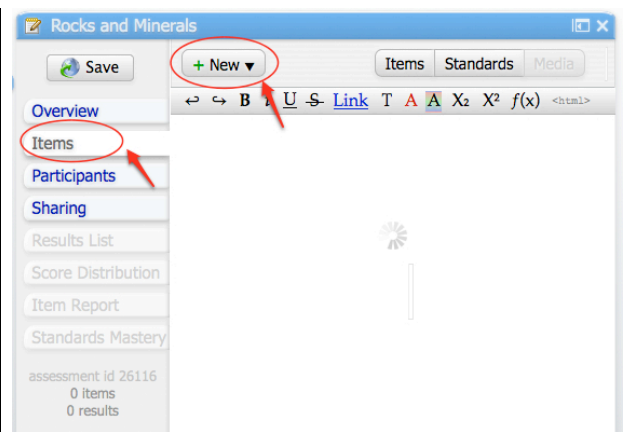 Rocks and Minerals
Save
+ New ▼
Items Standards Media
B I U S Link T A A X₂ X² f(x) <html>
Overview
Items
Participants
Sharing
Results List
Score Distribution
Item Report
Standards Mastery
assessment id 26116
0 items
0 results